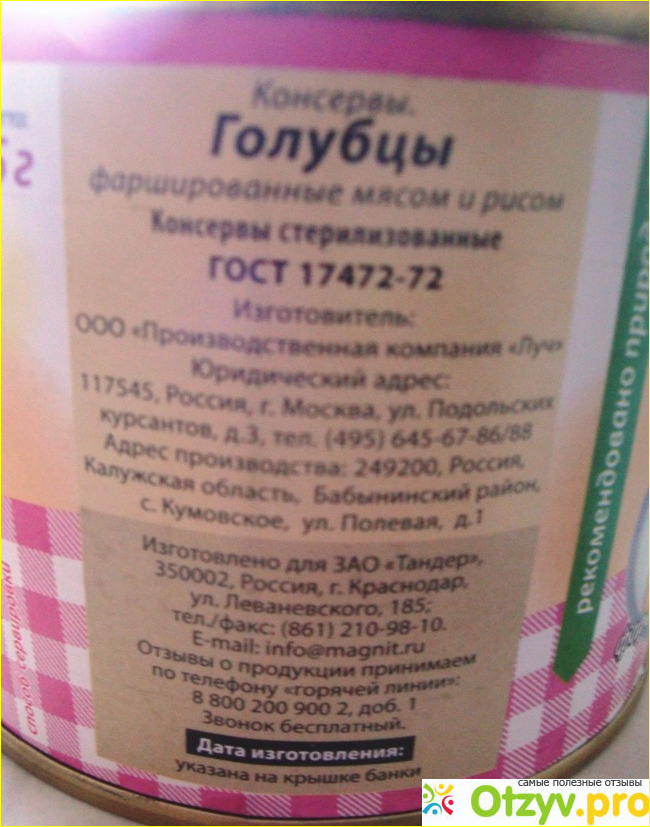 Консервы.
Голубцы
фаршированные мясом и рисом
Консервы стерилизованные
ГОСТ 17472-72
Изготовитель:
ООО «Производственная компания «Луч»
Юридический адрес:
117545, Россия, г. Москва, ул. Подольских
курсантов, д.3, тел. (495) 645-67-86/88
Адрес производства: 249200, Россия,
Калужская область, Бабынинский район,
с. Кумовское, ул. Полевая, д.1
Изготовлено для ЗАО «Тандер»,
350002, Россия, г. Краснодар,
ул. Леваневского, 185;
тел./факс: (861) 210-98-10.
E-mail: info@magnit.ru
Отзывы о продукции принимаем
по телефону «горячей линии»:
8 800 200 900 2, доб. 1
Звонок бесплатный.
Дата изготовления:
указана на крышке банки
способ сервировки
рекомендовано
самые полезные отзывы
Otzyv.pro